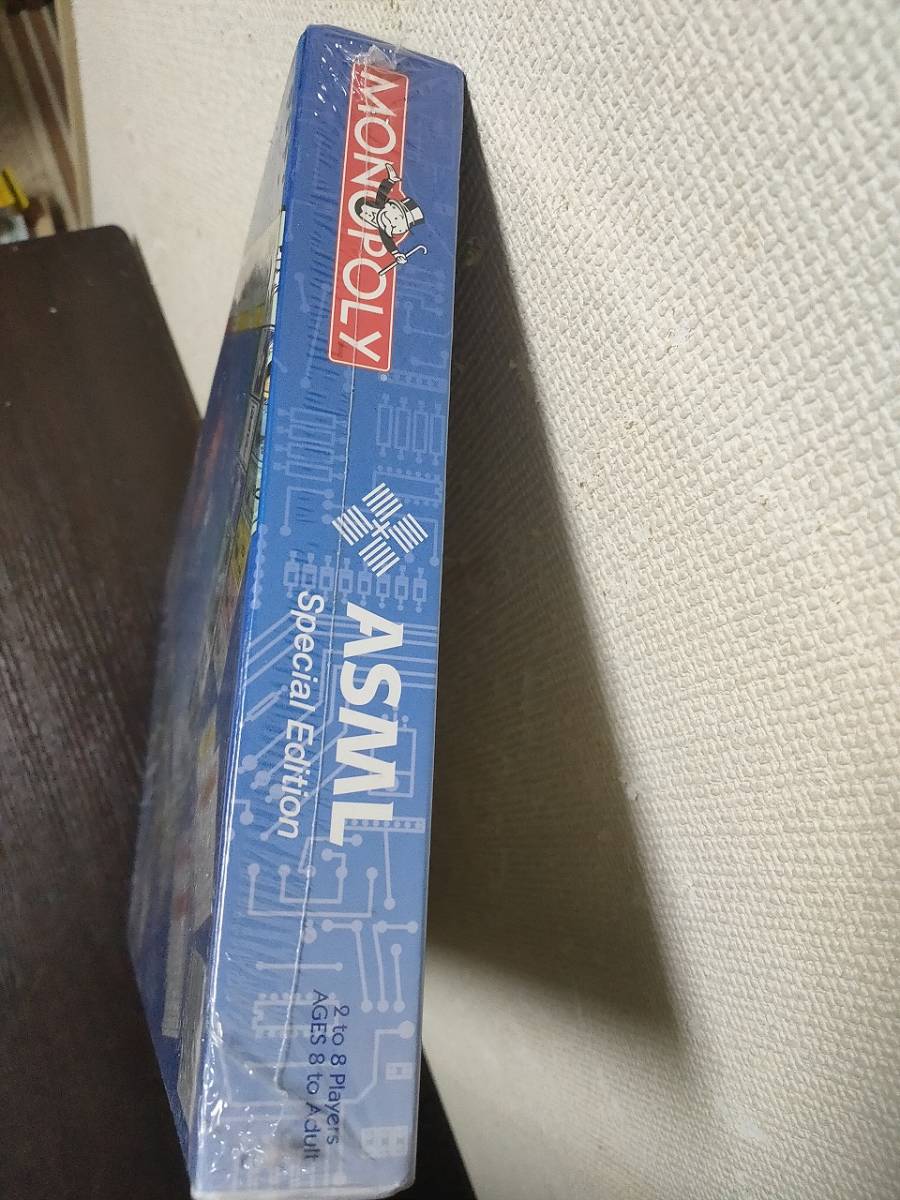 MONOPOLY
ASML
Special Edition
2 to 8 Players
AGES 8 to Adult